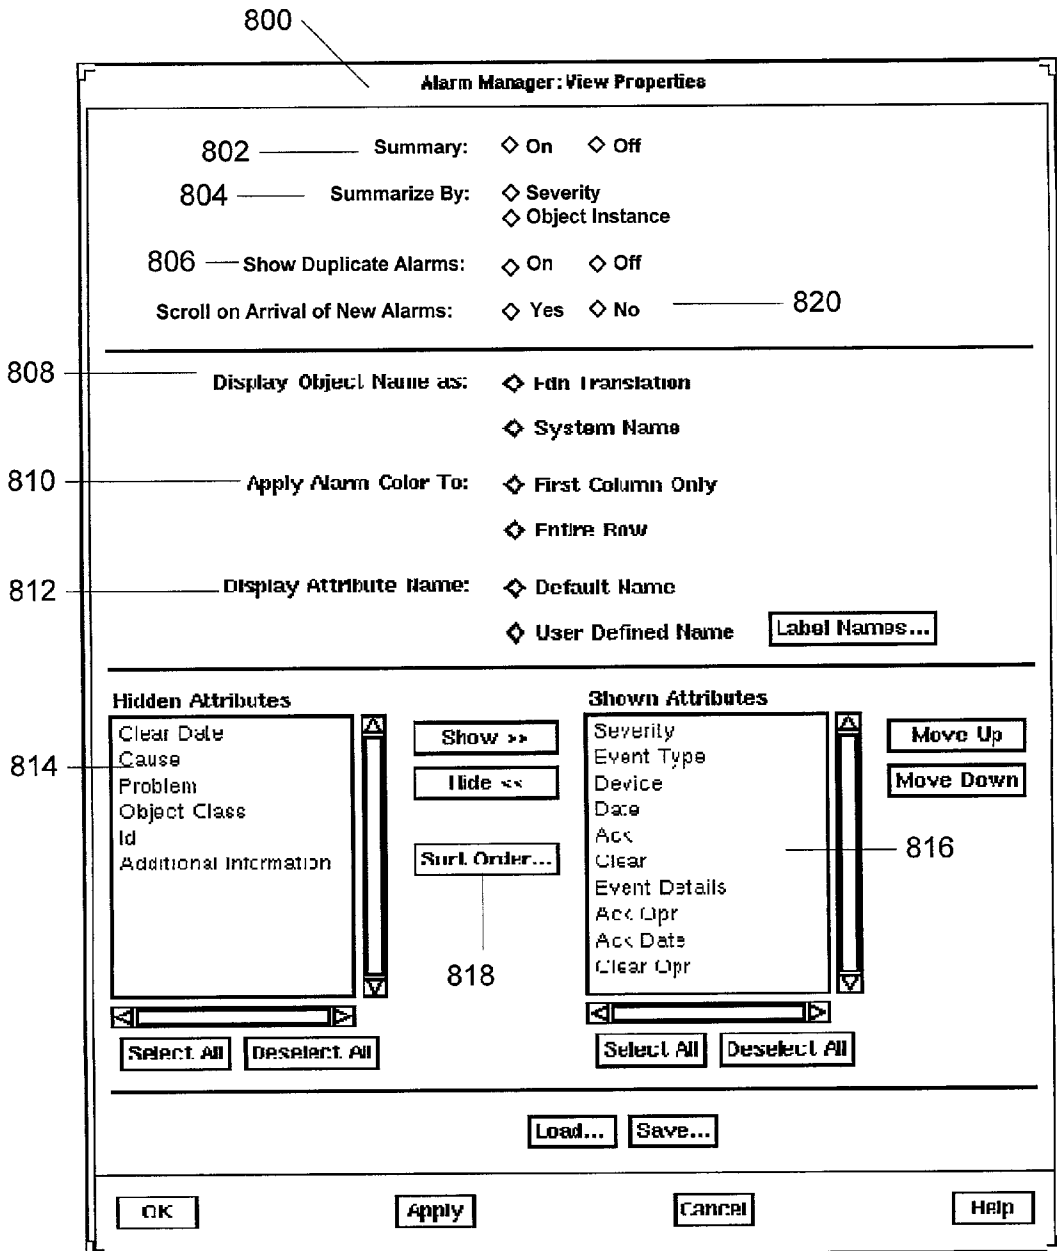 800
Alarm Manager: View Properties
802 Summary: On Off
804 Summarize By: Severity
Object Instance
806 Show Duplicate Alarms: On Off
Scroll on Arrival of New Alarms: Yes No 820
808 Display Object Name as: Fdn Translation
System Name
810 Apply Alarm Color To: First Column Only
Entire Row
812 Display Attribute Name: Default Name
User Defined Name Label Names...
Hidden Attributes
Clear Date
814 Cause
Problem
Object Class
Id
Additional Information
Select All Deselect All
Show >>
Hide <<
Sort Order...
818
Shown Attributes
Severity
Event Type
Device
Date
Ack
Clear
Event Details
Ack Opr
Ack Date
Clear Opr
816
Select All Deselect All
Move Up
Move Down
Load... Save...
OK Apply Cancel Help